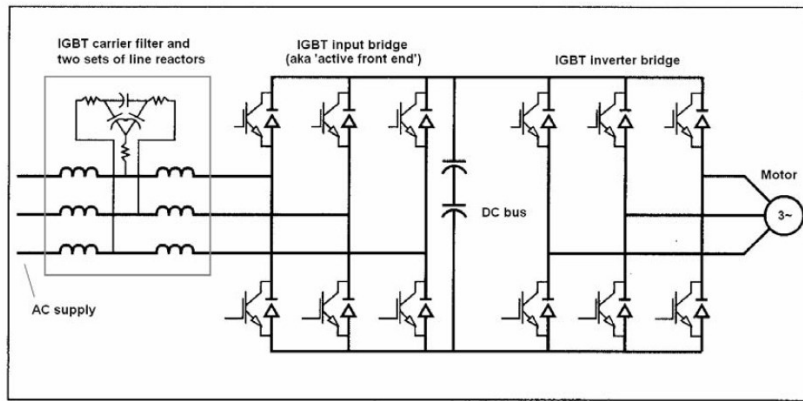 IGBT carrier filter and
two sets of line reactors
IGBT input bridge
(aka 'active front end')
IGBT inverter bridge
Motor
3~
DC bus
AC supply